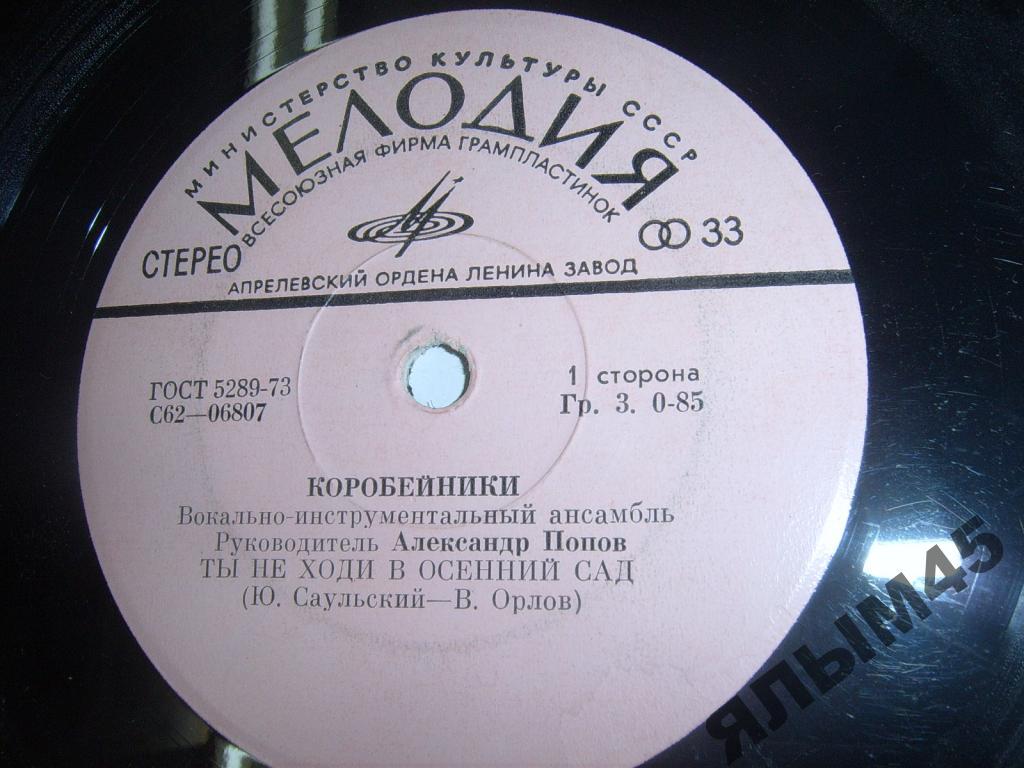 МИНИСТЕРСТВО КУЛЬТУРЫ СССР
МЕЛОДИЯ
ВСЕСОЮЗНАЯ ФИРМА ГРАМПЛАСТИНОК
СТЕРЕО
33
АПРЕЛЕВСКИЙ ОРДЕНА ЛЕНИНА ЗАВОД
ГОСТ 5289-73
С62—06807
1 сторона
Гр. 3. 0-85
КОРОБЕЙНИКИ
Вокально-инструментальный ансамбль
Руководитель Александр Попов
ТЫ НЕ ХОДИ В ОСЕННИЙ САД
(Ю. Саульский—В. Орлов)
ЯЛЫМ45